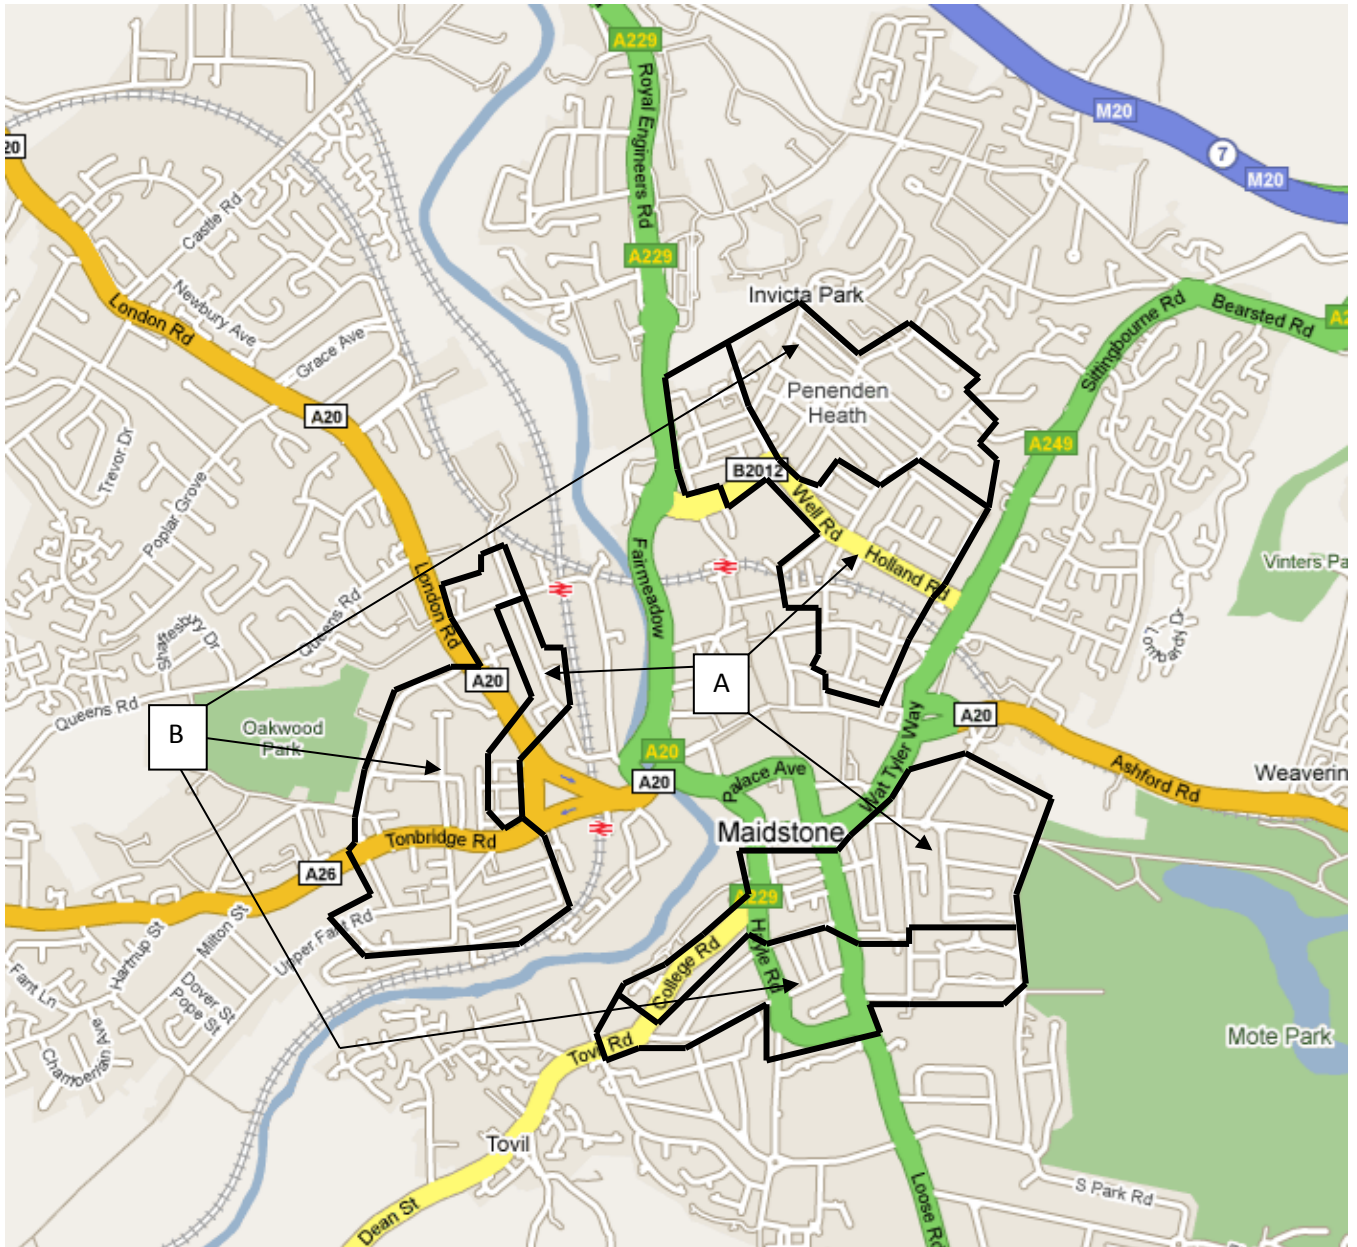 A229
Royal Engineers Rd
M20
7
M20
20
Castle Rd
A229
Invicta Park
Sittingbourne Rd
Bearsted Rd
A2
London Rd
Newbury Ave
Grace Ave
Penenden
Heath
A20
A249
Trevor Dr
B2012
Poplar Grove
Well Rd
Holland Rd
Fairmeadow
London Rd
Vinters Pa
Queens Rd
Shaftesbury Dr
Lombardy Dr
A20
A
Queens Rd
Oakwood
Park
B
A20
Wat Tyler Way
A20
A20
Palace Ave
Ashford Rd
Weavering
Maidstone
Tonbridge Rd
A26
A229
Hartrup St
Milton St
Upper Fant Rd
Hayle Rd
College Rd
Fant Ln
Dover St
Pope St
Chamberlain Ave
Tovil Rd
Mote Park
Tovil
S Park Rd
Dean St
Loose Rd